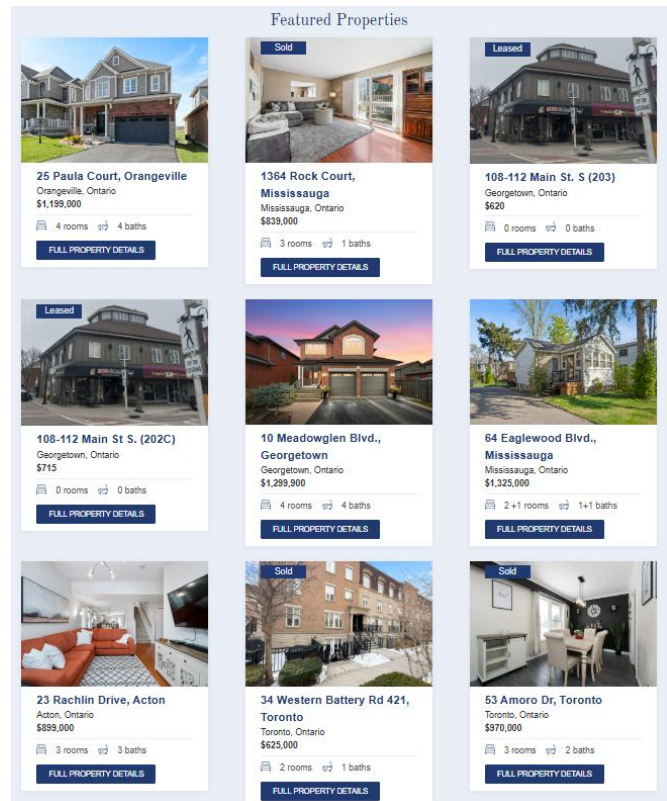 Featured Properties
25 Paula Court, Orangeville
Orangeville, Ontario
$1,199,000
4 rooms 4 baths
FULL PROPERTY DETAILS
Sold
1364 Rock Court,
Mississauga
Mississauga, Ontario
$839,000
3 rooms 1 baths
FULL PROPERTY DETAILS
Leased
108-112 Main St. S (203)
Georgetown, Ontario
$620
0 rooms 0 baths
FULL PROPERTY DETAILS
Leased
108-112 Main St S. (202C)
Georgetown, Ontario
$715
0 rooms 0 baths
FULL PROPERTY DETAILS
10 Meadowglen Blvd.,
Georgetown
Georgetown, Ontario
$1,299,900
4 rooms 4 baths
FULL PROPERTY DETAILS
64 Eaglewood Blvd.,
Mississauga
Mississauga, Ontario
$1,325,000
2 +1 rooms 1+1 baths
FULL PROPERTY DETAILS
23 Rachlin Drive, Acton
Acton, Ontario
$899,000
3 rooms 3 baths
FULL PROPERTY DETAILS
Sold
34 Western Battery Rd 421,
Toronto
Toronto, Ontario
$625,000
2 rooms 1 baths
FULL PROPERTY DETAILS
Sold
53 Amoro Dr, Toronto
Toronto, Ontario
$970,000
3 rooms 2 baths
FULL PROPERTY DETAILS